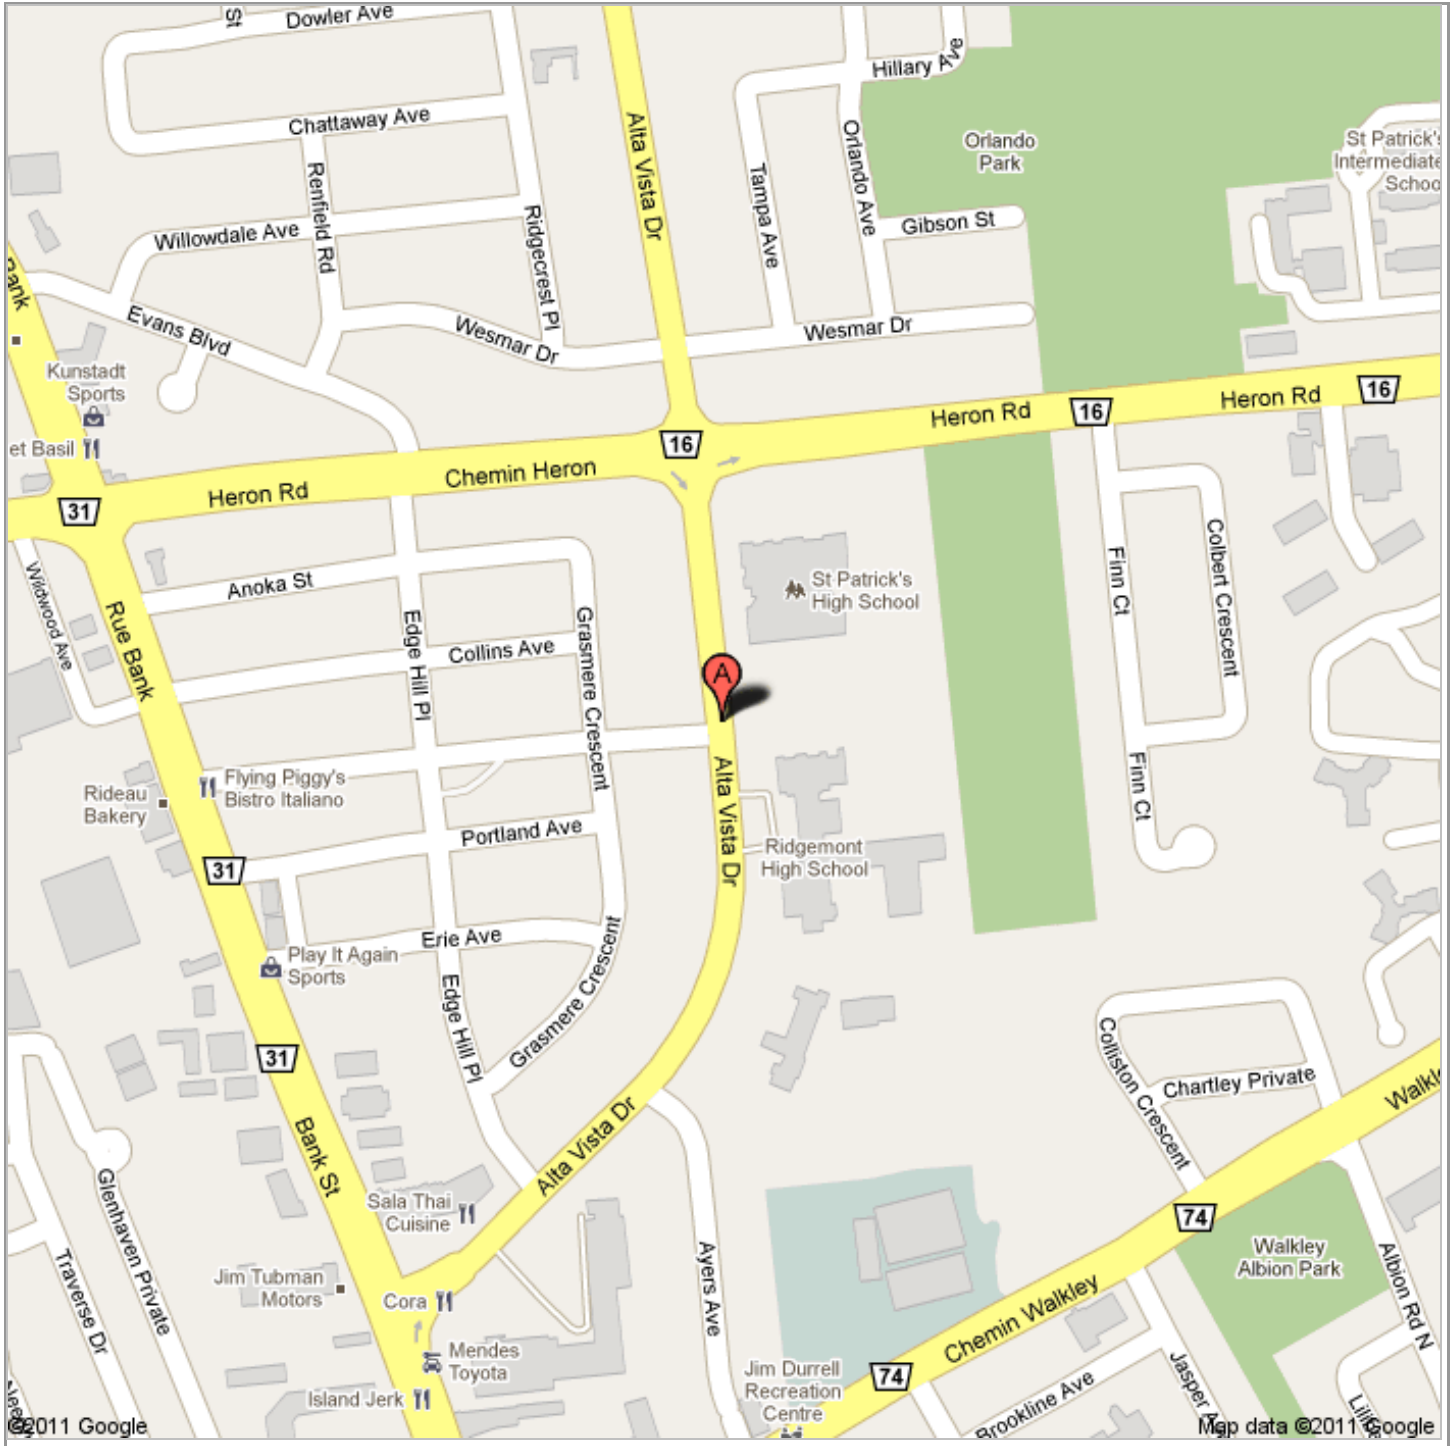 St
Dowler Ave
Hillary Ave
Chattaway Ave
Alta Vista Dr
Orlando Ave
Orlando
Park
St Patrick's
Intermediate
Schoo
Renfield Rd
Tampa Ave
Willowdale Ave
Ridgecrest Pl
Gibson St
Bank
Evans Blvd
Wesmar Dr
Wesmar Dr
Kunstadt
Sports
16
Heron Rd
16
Heron Rd
16
et Basil
Chemin Heron
Heron Rd
31
Wildwood Ave
Anoka St
St Patrick's
High School
Finn Ct
Colbert Crescent
Rue Bank
Edge Hill Pl
Collins Ave
Grasmere Crescent
A
Flying Piggy's
Bistro Italiano
Rideau
Bakery
Alta Vista Dr
Finn Ct
Portland Ave
Ridgemont
High School
31
Erie Ave
Play It Again
Sports
Edge Hill Pl
Grasmere Crescent
31
Colliston Crescent
Chartley Private
Walkl
Alta Vista Dr
Bank St
Glenhaven Private
Sala Thai
Cuisine
74
Walkley
Albion Park
Traverse Dr
Ayers Ave
Albion Rd N
Jim Tubman
Motors
Cora
Chemin Walkley
Mendes
Toyota
Jim Durrell
Recreation
Centre
74
Island Jerk
Brookline Ave
Jasper A
©2011 Google
Map data ©2011 Google